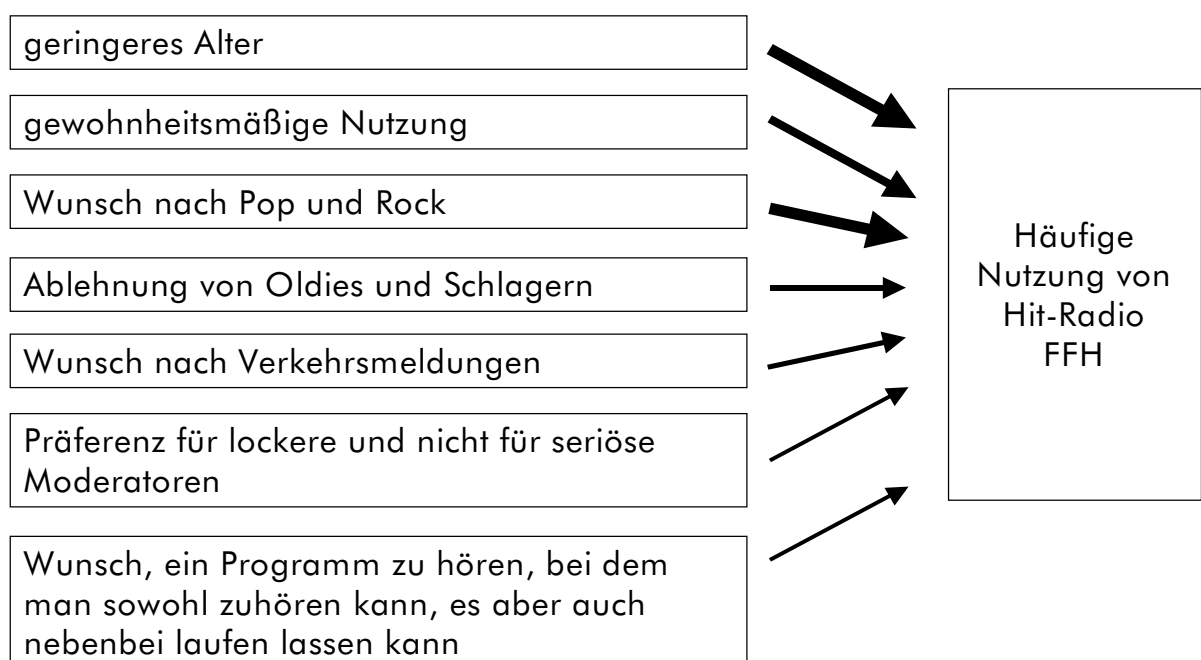 geringeres Alter
gewohnheitsmäßige Nutzung
Wunsch nach Pop und Rock
Ablehnung von Oldies und Schlagern
Wunsch nach Verkehrsmeldungen
Präferenz für lockere und nicht für seriöse
Moderatoren
Wunsch, ein Programm zu hören, bei dem
man sowohl zuhören kann, es aber auch
nebenbei laufen lassen kann
Häufige
Nutzung von
Hit-Radio
FFH